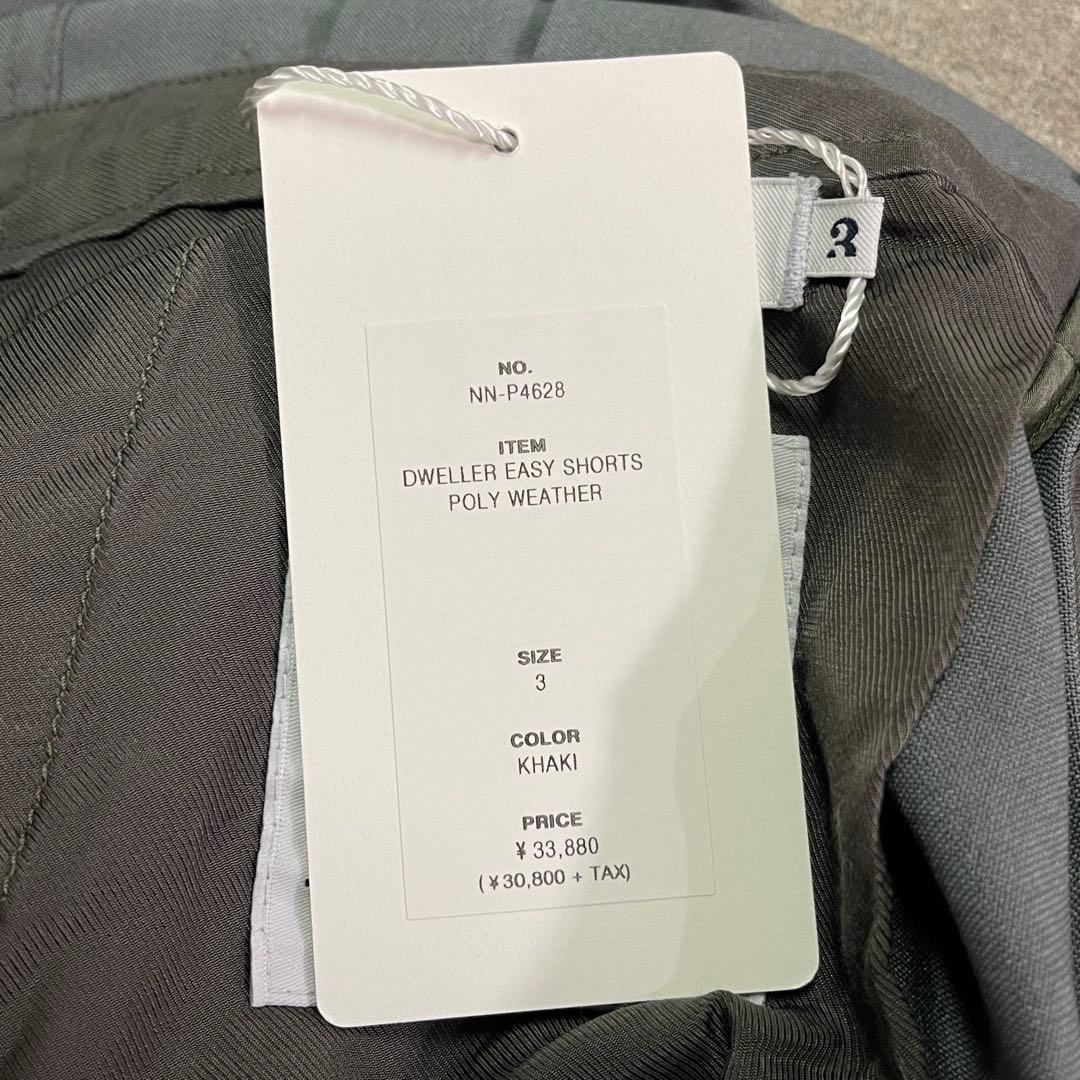 3
NO.
NN-P4628
ITEM
DWELLER EASY SHORTS
POLY WEATHER
SIZE
3
COLOR
KHAKI
PRICE
¥ 33,880
(¥30,800 + TAX)